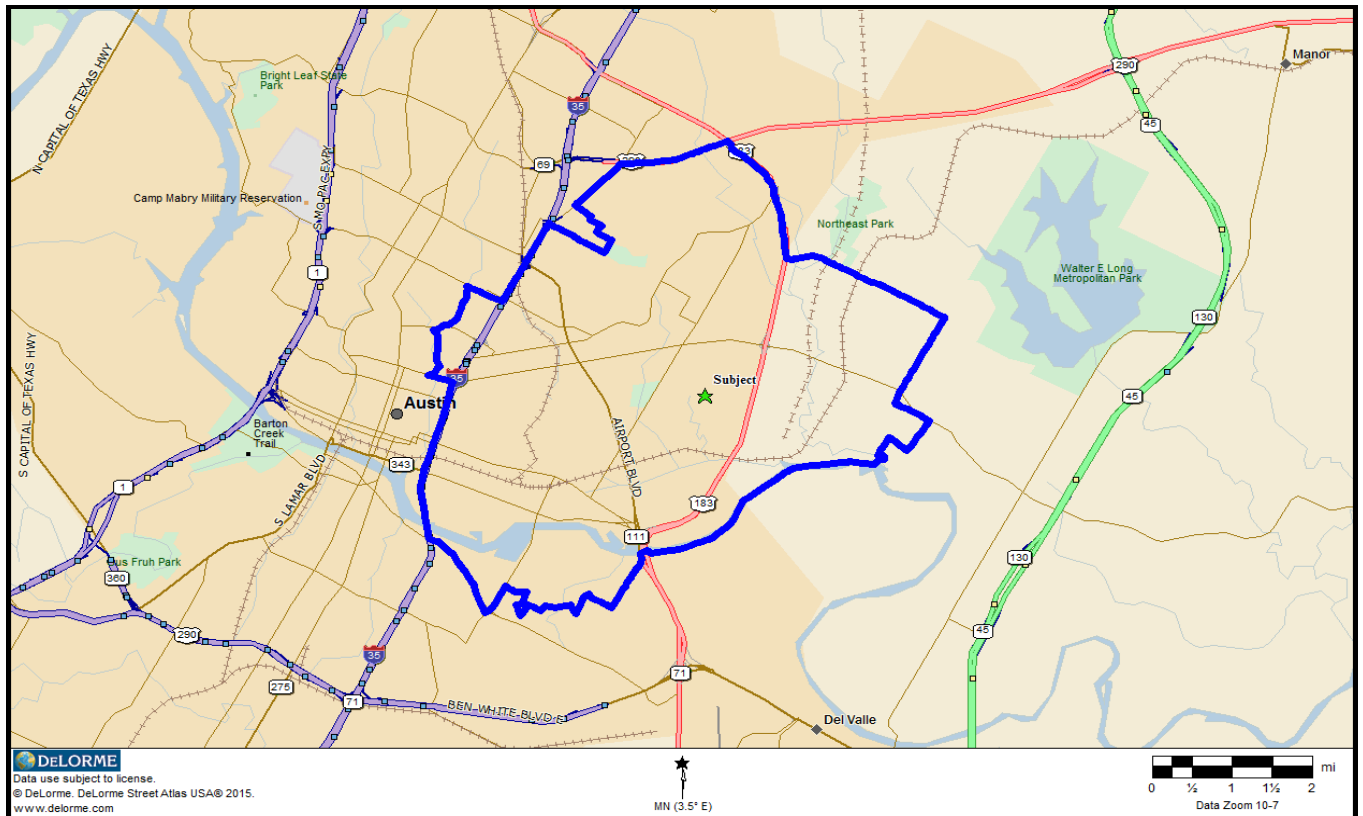 N CAPITAL OF TEXAS HWY
Bright Leaf State
Park
35
290
Manor
45
69
183
Camp Mabry Military Reservation
S MO PAC EXPY
Northeast Park
1
Walter E Long
Metropolitan Park
130
S CAPITAL OF TEXAS HWY
35
Subject
Austin
45
Barton
Creek
Trail
AIRPORT BLVD
343
S LAMAR BLVD
1
183
111
130
us Fruh Park
360
45
290
35
275
71
71
BEN WHITE BLVD E
Del Valle
DELORME
Data use subject to license.
© DeLorme. DeLorme Street Atlas USA® 2015.
www.delorme.com
MN (3.5° E)
mi
0 ½ 1 1½ 2
Data Zoom 10-7